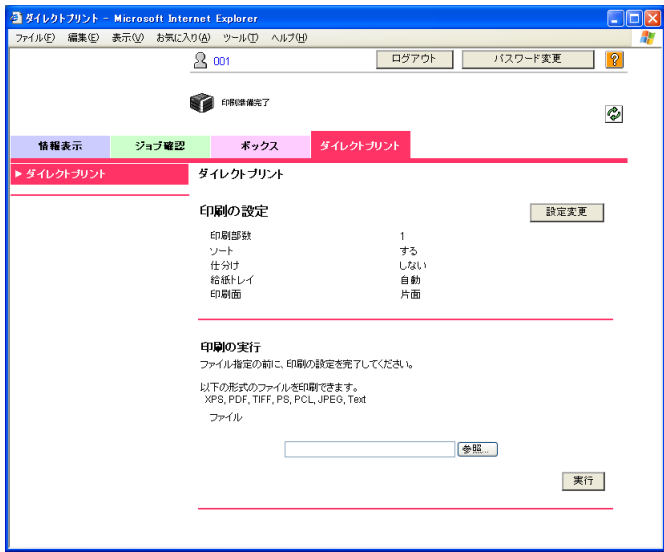 ダイレクトプリント - Microsoft Internet Explorer
ファイル(F) 編集(E) 表示(V) お気に入り(A) ツール(T) ヘルプ(H)
001 ログアウト パスワード変更 ?
印刷準備完了
情報表示 ジョブ確認 ボックス ダイレクトプリント
ダイレクトプリント ダイレクトプリント
印刷の設定 設定変更
印刷部数 1
ソート する
仕分け しない
給紙トレイ 自動
印刷面 片面
印刷の実行
ファイル指定の前に、印刷の設定を完了してください。
以下の形式のファイルを印刷できます。
XPS, PDF, TIFF, PS, PCL, JPEG, Text
ファイル
参照...
実行